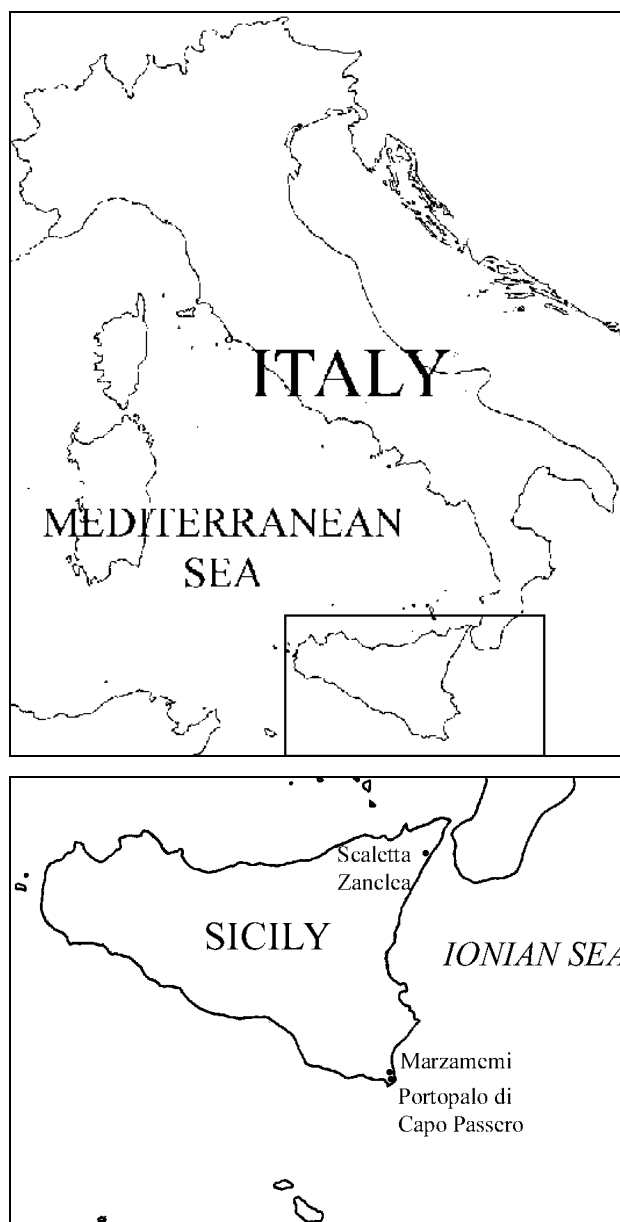 ITALY
MEDITERRANEAN
SEA
Scaletta
Zanclea
SICILY
IONIAN SEA
Marzamemi
Portopalo di
Capo Passero